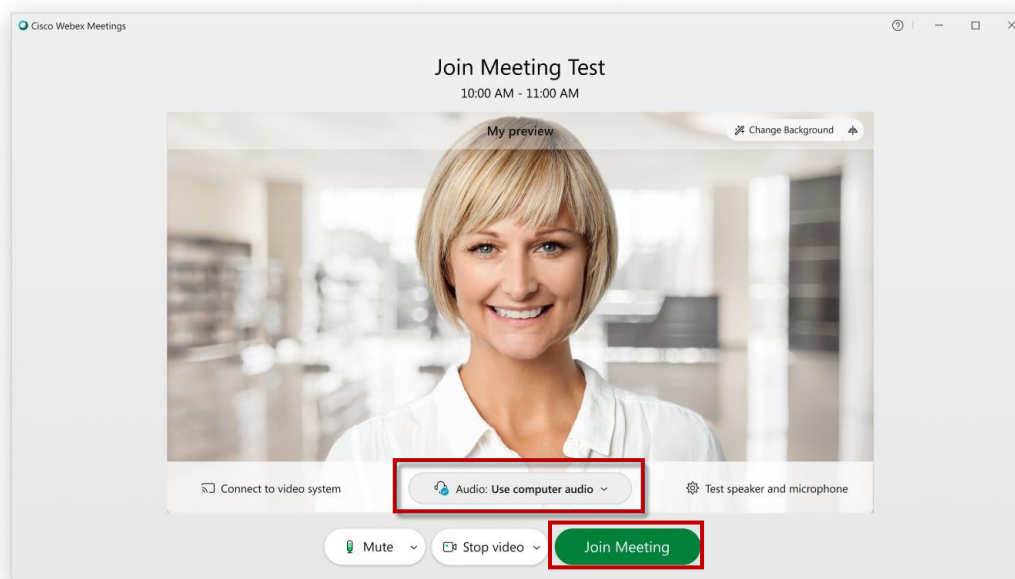 Cisco Webex Meetings
Join Meeting Test
10:00 AM - 11:00 AM
My preview
Change Background
Connect to video system
Audio: Use computer audio
Test speaker and microphone
Mute
Stop video
Join Meeting